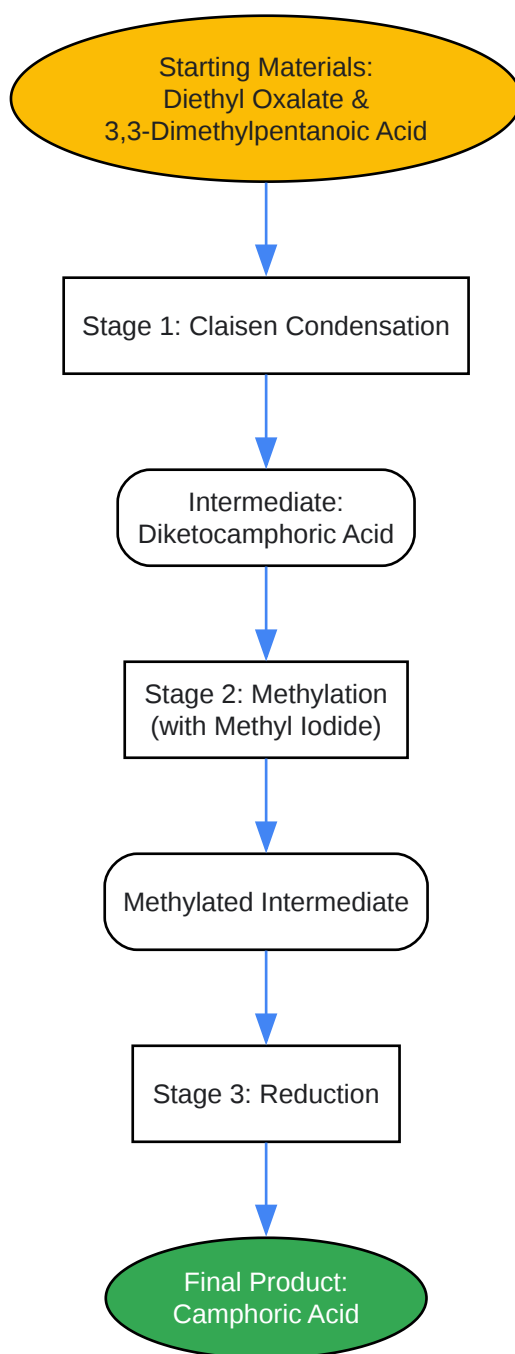 Starting Materials:
Diethyl Oxalate &
3,3-Dimethylpentanoic Acid
Stage 1: Claisen Condensation
Intermediate:
Diketocamphoric Acid
Stage 2: Methylation
(with Methyl Iodide)
Methylated Intermediate
Stage 3: Reduction
Final Product:
Camphoric Acid